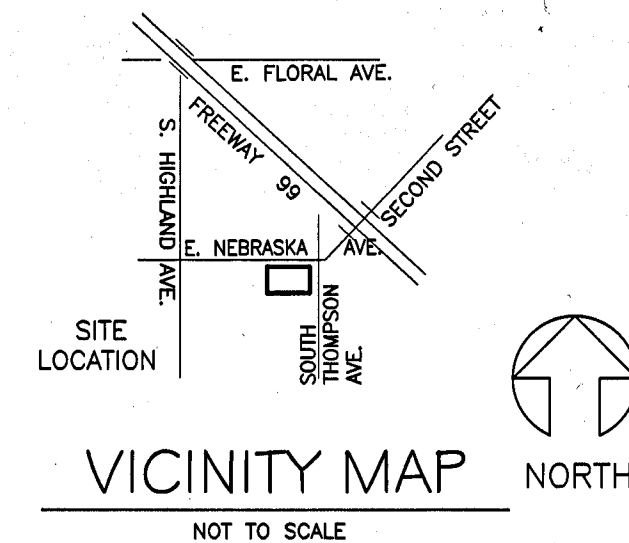 E. FLORAL AVE.
S. HIGHLAND AVE.
FREEWAY 99
SECOND STREET
E. NEBRASKA AVE.
SITE
LOCATION
SOUTH
THOMPSON
AVE.
VICINITY MAP
NORTH
NOT TO SCALE